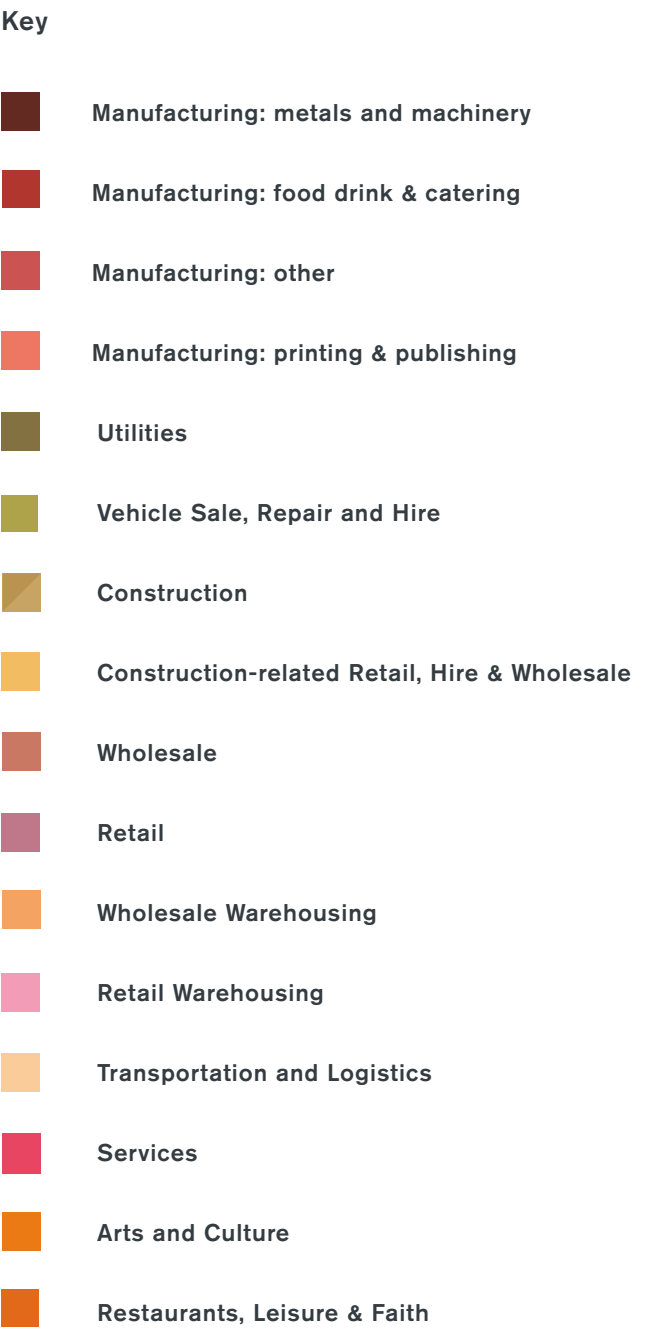 Key
Manufacturing: metals and machinery
Manufacturing: food drink & catering
Manufacturing: other
Manufacturing: printing & publishing
Utilities
Vehicle Sale, Repair and Hire
Construction
Construction-related Retail, Hire & Wholesale
Wholesale
Retail
Wholesale Warehousing
Retail Warehousing
Transportation and Logistics
Services
Arts and Culture
Restaurants, Leisure & Faith